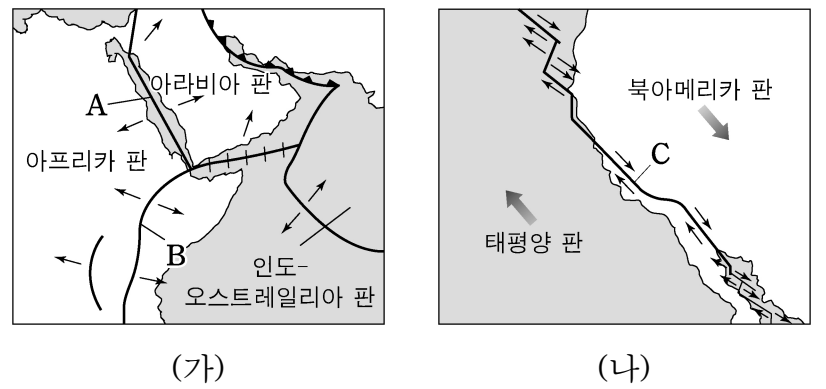 아라비아 판
A
아프리카 판
B
인도-
오스트레일리아 판
(가)
북아메리카 판
C
태평양 판
(나)